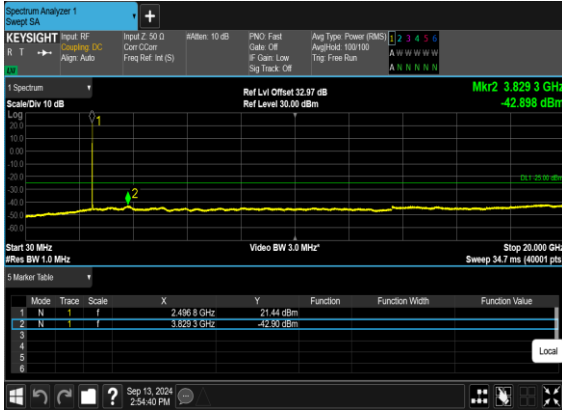 Spectrum Analyzer 1
Swept SA
+
KEYSIGHT
R T
Input: RF
Coupling: DC
Align: Auto
Input Z: 50 Ω
Corr CCorr
Freq Ref: Int (S)
#Atten: 10 dB
PNO: Fast
Gate: Off
IF Gain: Low
Sig Track: Off
Avg Type: Power (RMS)
Avg|Hold: 100/100
Trig: Free Run
1 2 3 4 5 6
A W W W W W
A N N N N N
1 Spectrum
Scale/Div 10 dB
Ref Lvl Offset 32.97 dB
Ref Level 30.00 dBm
Mkr2 3.829 3 GHz
-42.898 dBm
Log
20.0
10.0
0.00
-10.0
-20.0
-30.0
-40.0
-50.0
-60.0
1
2
DL1 -25.00 dBm
Start 30 MHz
#Res BW 1.0 MHz
Video BW 3.0 MHz*
Stop 20.000 GHz
Sweep 34.7 ms (40001 pts)
5 Marker Table
Mode Trace Scale X Y Function Function Width Function Value
1 N 1 f 2.496 8 GHz 21.44 dBm
2 N 1 f 3.829 3 GHz -42.90 dBm
3
4
5
6
Local
?
Sep 13, 2024
2:54:40 PM